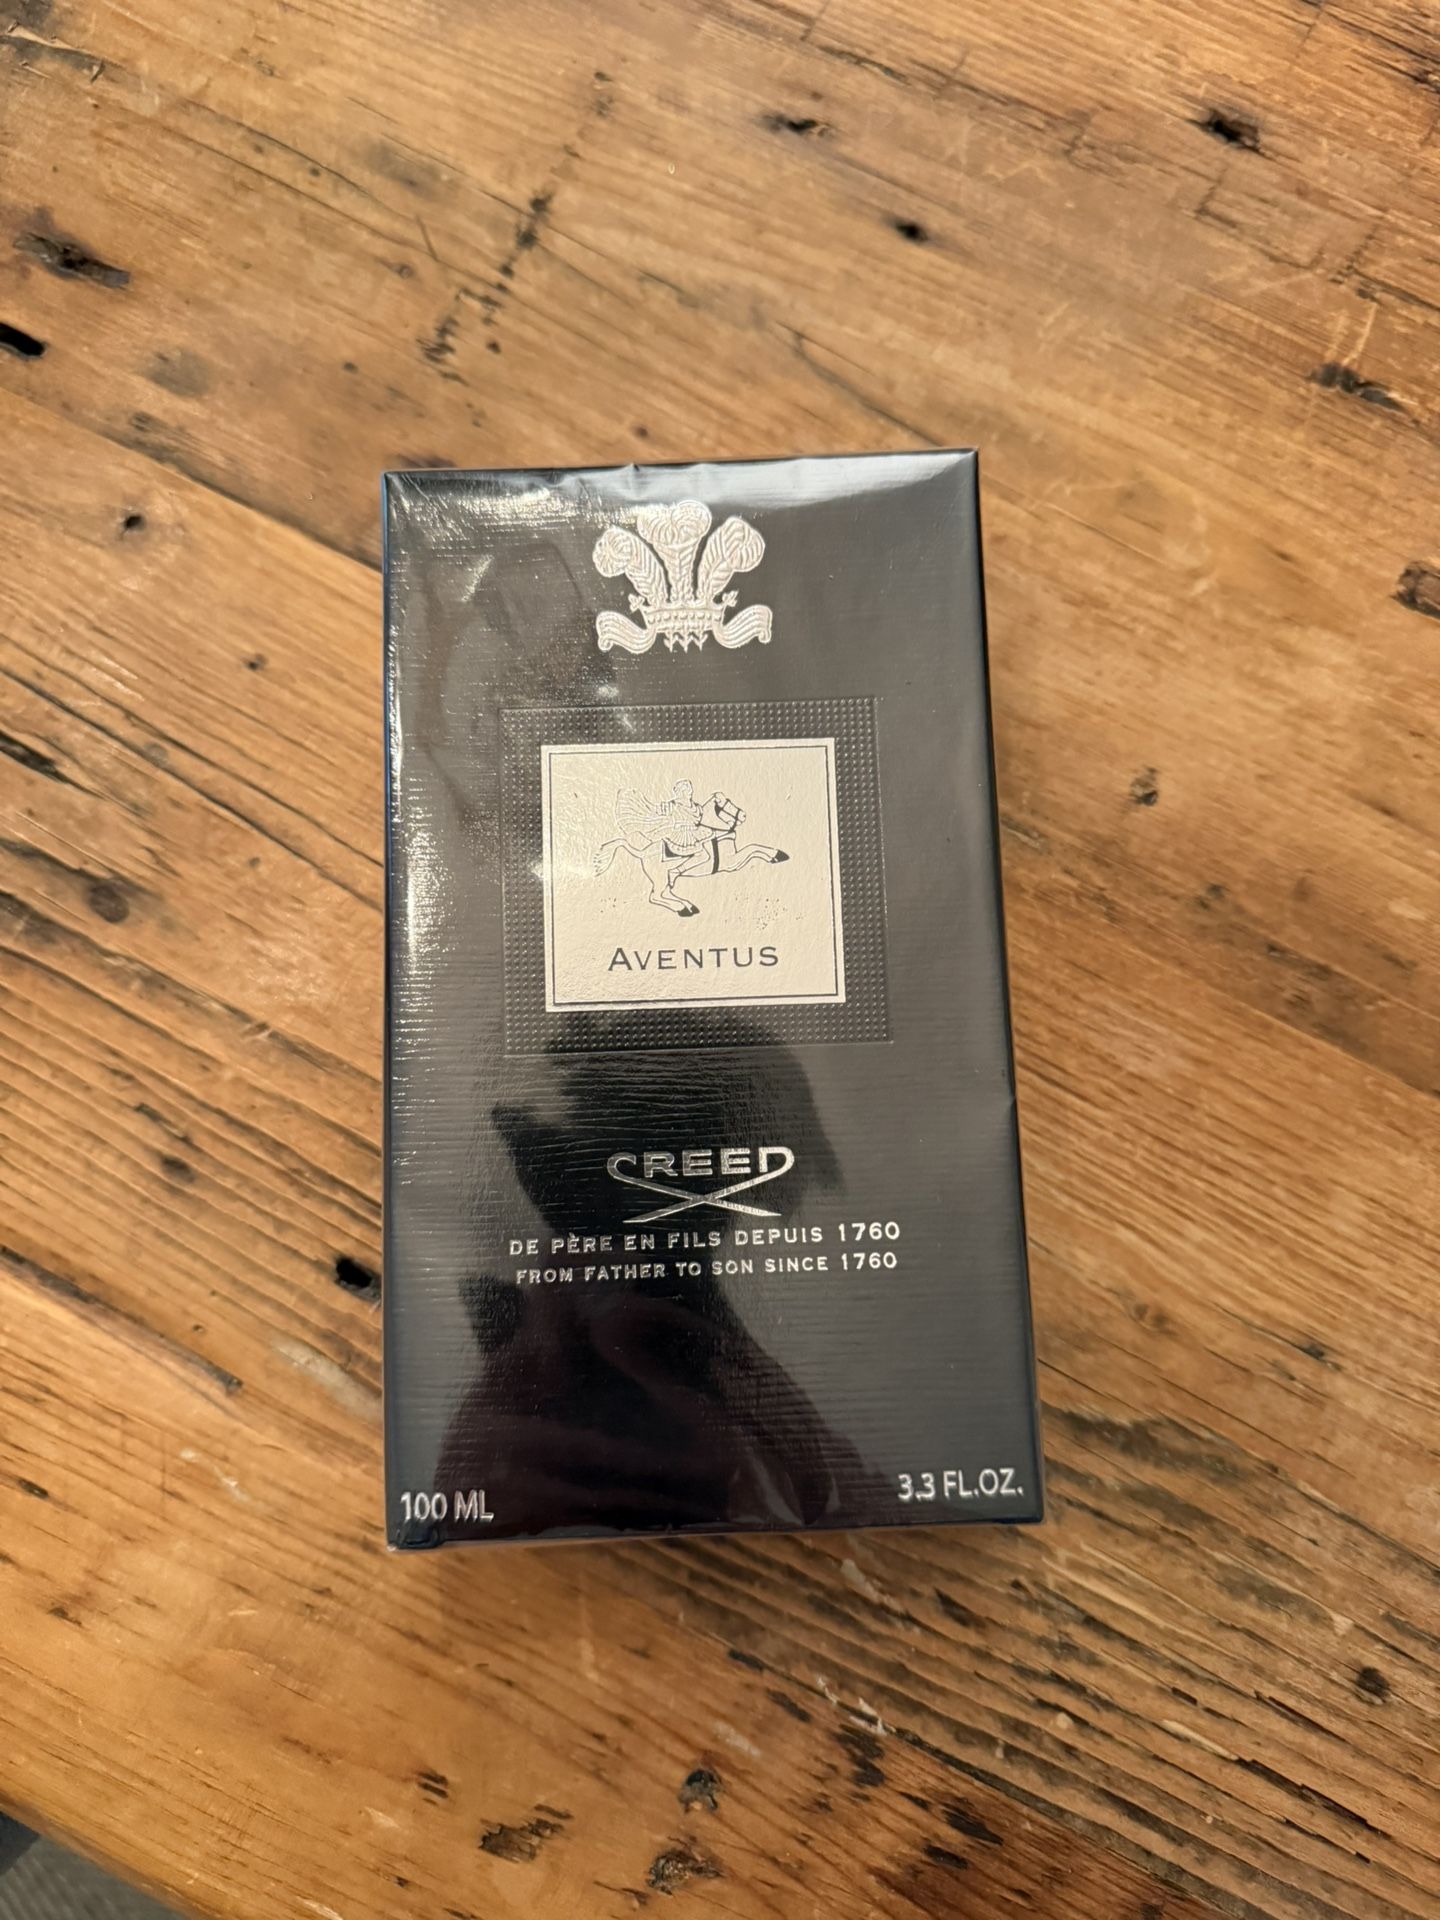 AVENTUS
CREED
DE PÈRE EN FILS DEPUIS 1760
FROM FATHER TO SON SINCE 1760
100 ML
3.3 FL.OZ.